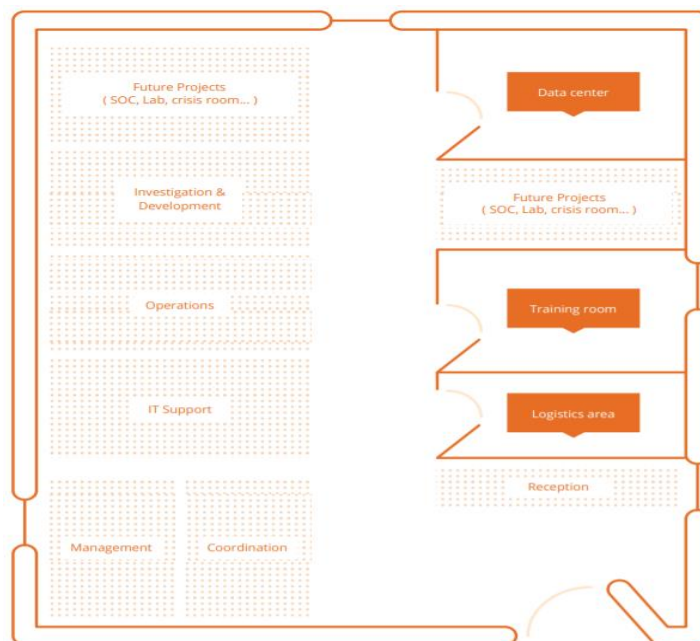 Future Projects
( SOC, Lab, crisis room... )
Data center
Investigation &
Development
Future Projects
( SOC, Lab, crisis room... )
Operations
Training room
IT Support
Logistics area
Reception
Management
Coordination